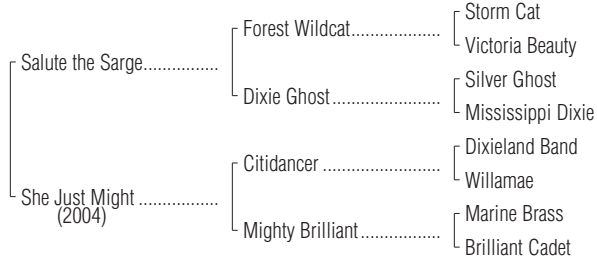 Storm Cat
Forest Wildcat...................
Victoria Beauty
Salute the Sarge................
Silver Ghost
Dixie Ghost.......................
Mississippi Dixie
Dixieland Band
Citidancer .........................
Willamae
She Just Might .................
(2004)
Marine Brass
Mighty Brilliant.................
Brilliant Cadet